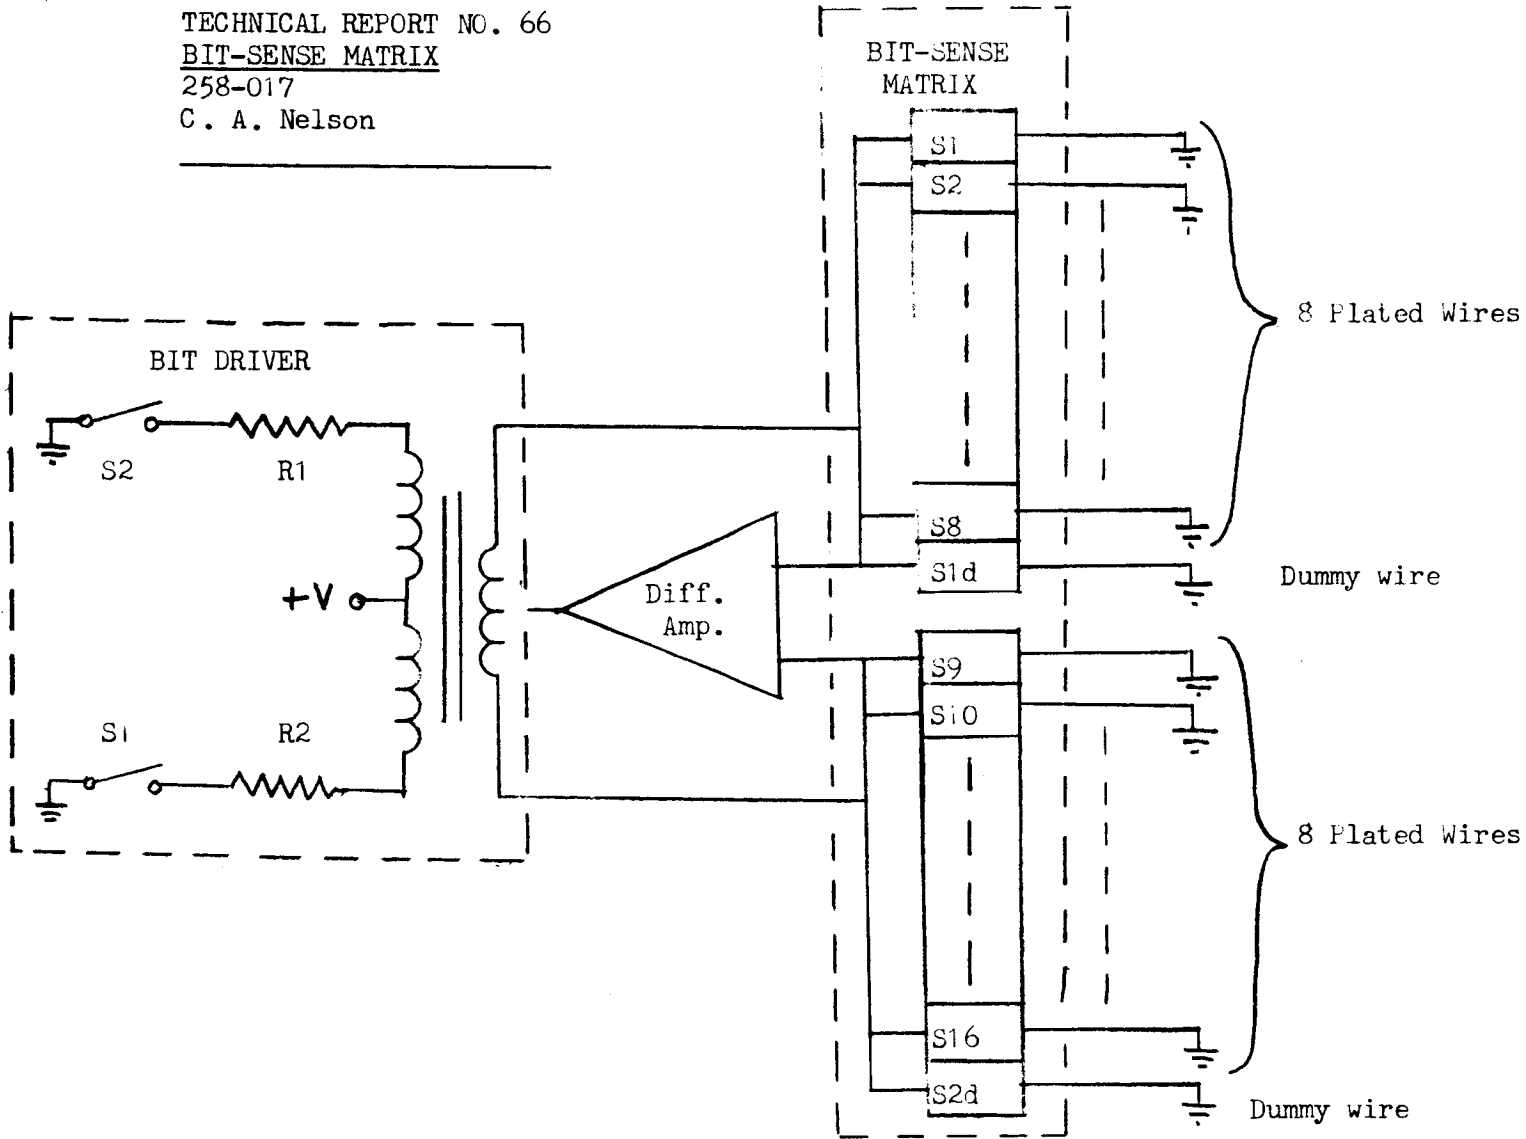 TECHNICAL REPORT NO. 66
BIT-SENSE MATRIX
258-017
C. A. Nelson
BIT-SENSE
MATRIX
S1
S2
8 Plated Wires
BIT DRIVER
S2
R1
S8
S1d
Dummy wire
+V
Diff.
Amp.
S9
S10
S1
R2
8 Plated Wires
S16
S2d
Dummy wire